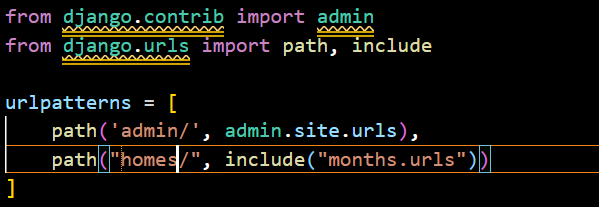 from django.contrib import admin
from django.urls import path, include
urlpatterns = [
    path('admin/', admin.site.urls),
    path("homes/", include("months.urls"))
]